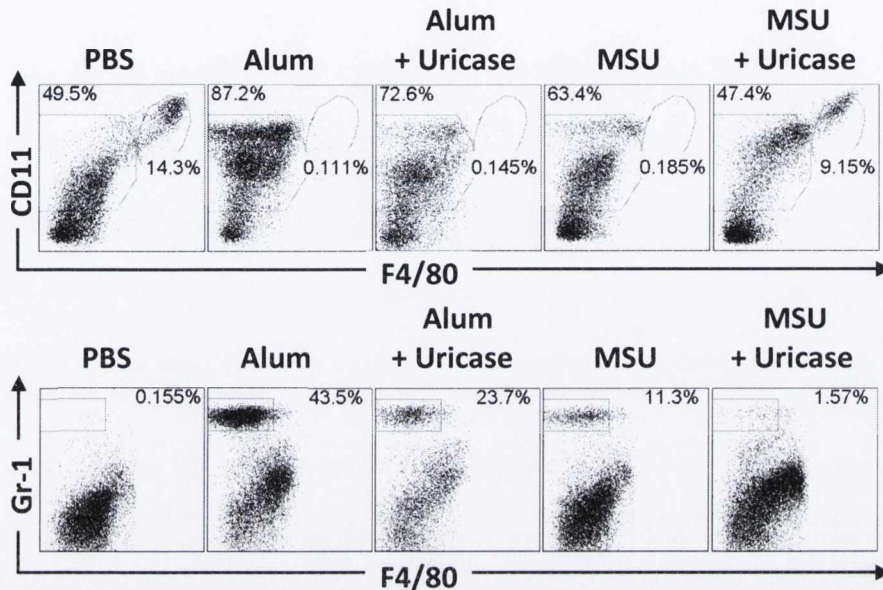 PBS
Alum
Alum
+ Uricase
MSU
MSU
+ Uricase
CD11
49.5%
14.3%
87.2%
0.111%
72.6%
0.145%
63.4%
0.185%
47.4%
9.15%
F4/80
PBS
Alum
Alum
+ Uricase
MSU
MSU
+ Uricase
Gr-1
0.155%
43.5%
23.7%
11.3%
1.57%
F4/80